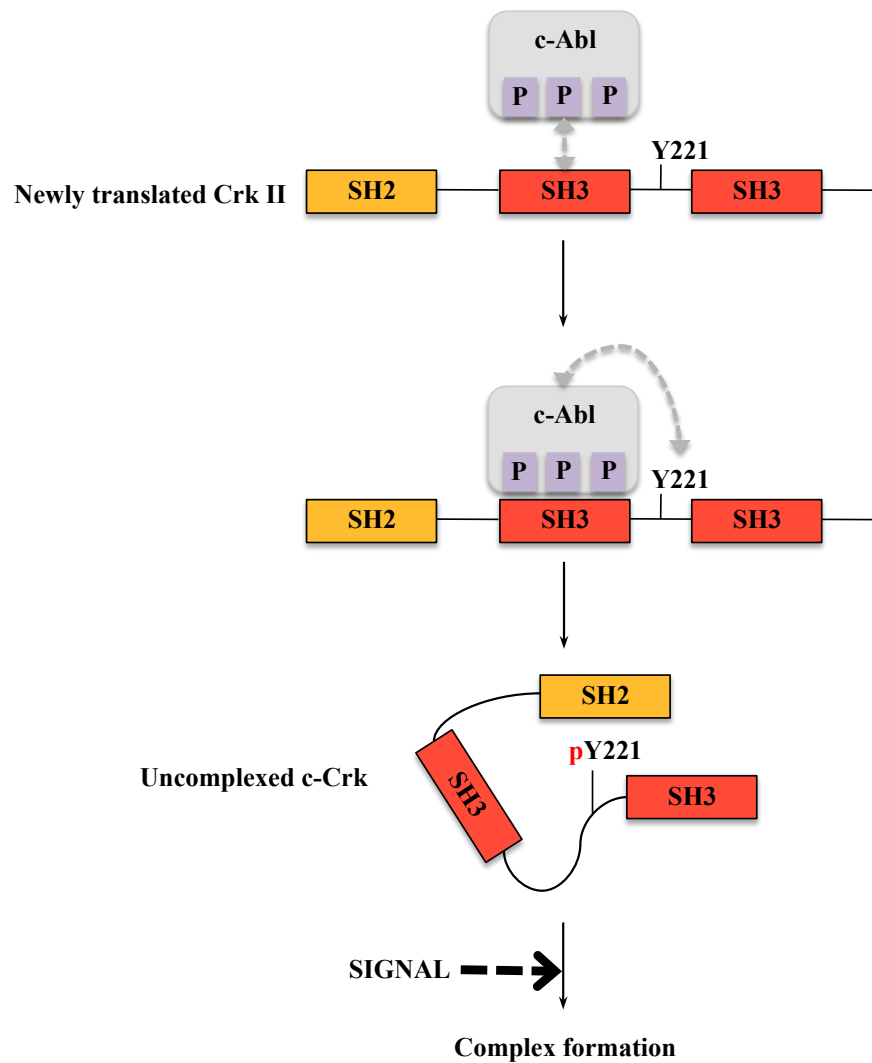 c-Abl
P P P
Y221
Newly translated Crk II SH2 SH3 SH3
c-Abl
P P P
Y221
SH2 SH3 SH3
SH2
pY221
Uncomplexed c-Crk SH3 SH3
SIGNAL
Complex formation